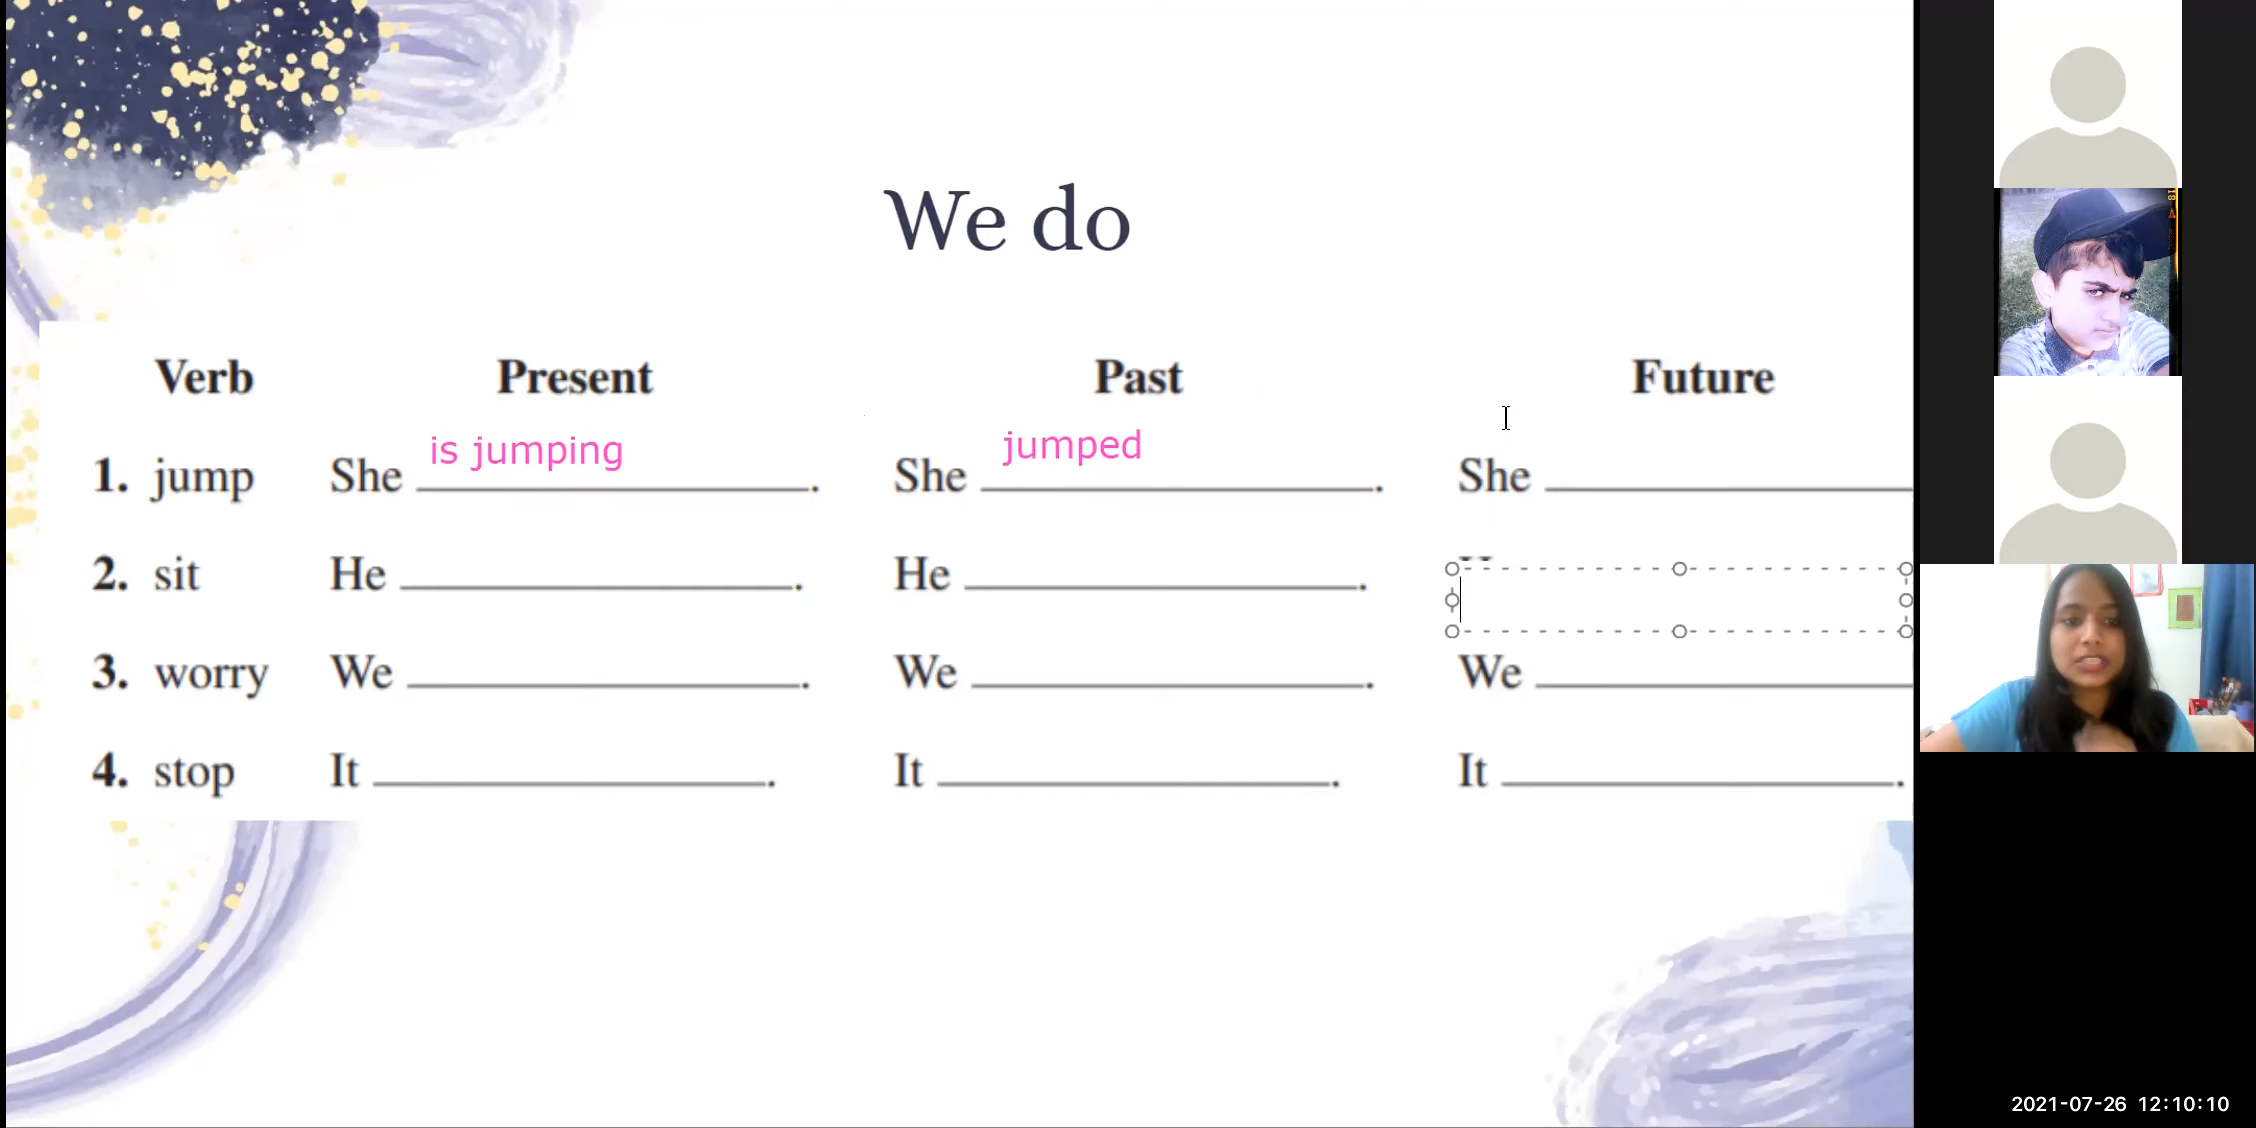 We do
Verb Present Past Future
1. jump She is jumping. She jumped. She
2. sit He. He.
3. worry We. We. We
4. stop It. It. It.
2021-07-26 12:10:10